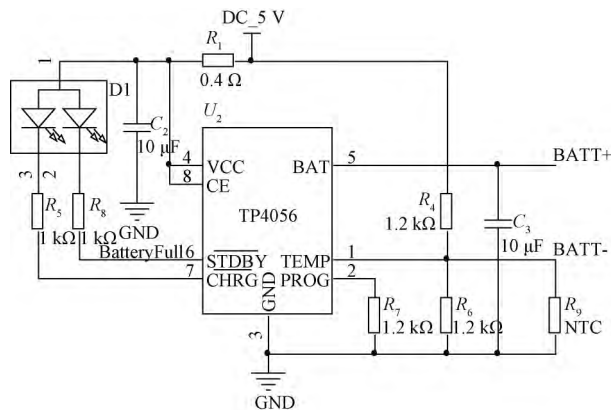 DC_5 V
R1
0.4 Ω
1
D1
C2
10 μF
GND
U2
4
VCC
8
CE
BAT
5
BATT+
TP4056
R4
1.2 kΩ
C3
10 μF
3
2
R5
1 kΩ
R8
1 kΩ
BatteryFull
6
STDBY
7
CHRG
GND
3
TEMP
1
PROG
2
BATT-
R7
1.2 kΩ
R6
1.2 kΩ
R9
NTC
GND